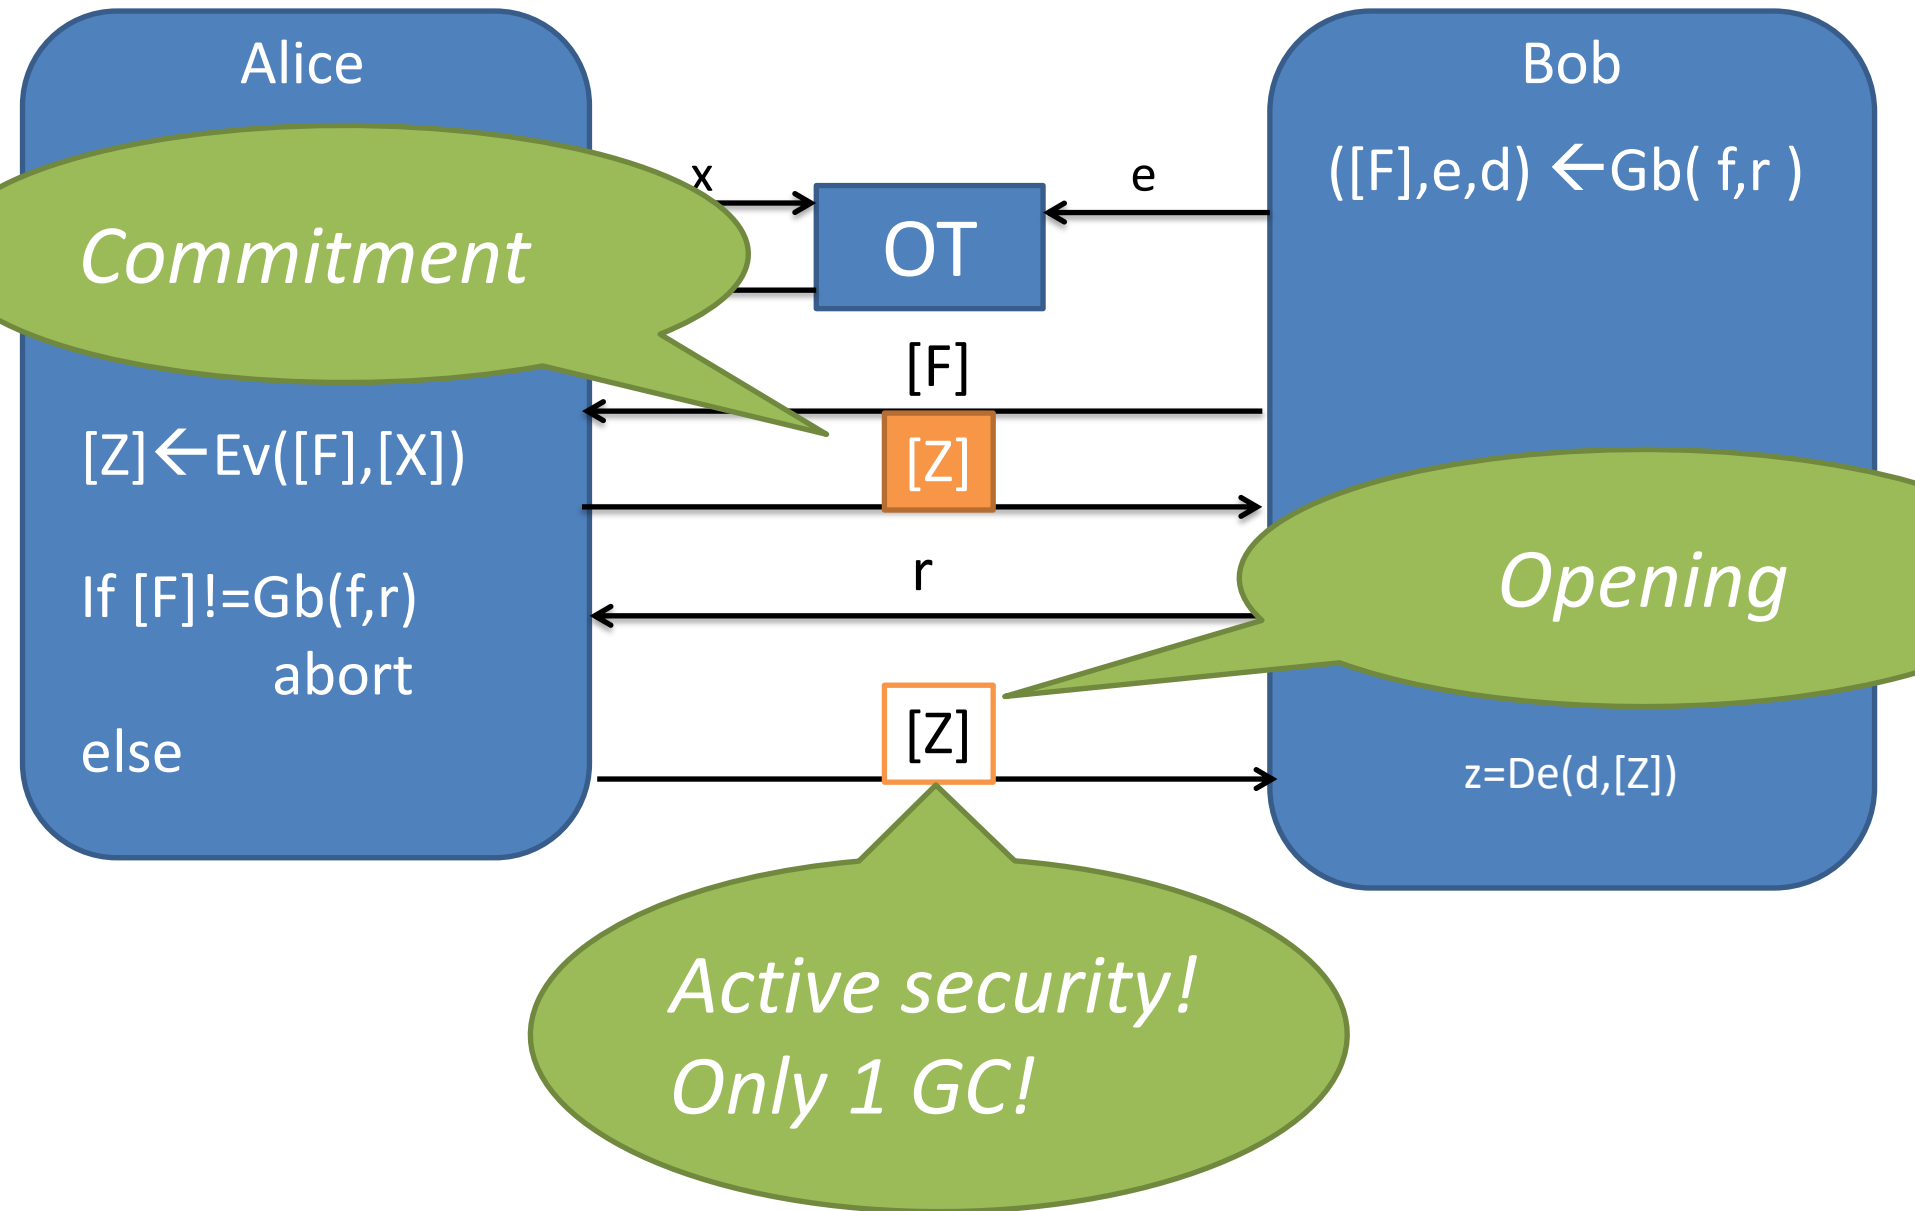 Alice
Bob
([F],e,d) ←Gb( f,r )
x
e
OT
Commitment
[F]
[Z]←Ev([F],[X])
[Z]
If [F]!=Gb(f,r)
abort
else
r
Opening
[Z]
z=De(d,[Z])
Active security!
Only 1 GC!